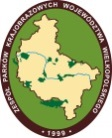 ZESPÓŁ PARKÓW KRAJOBRAZOWYCH WOJEWÓDZTWA WIELKOPOLSKIEGO
• 1999 •